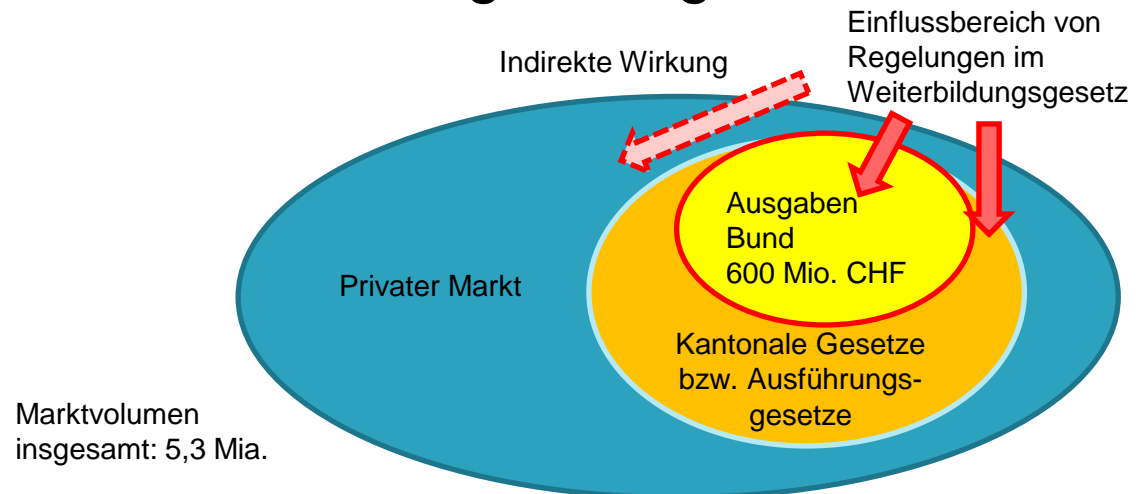 Einflussbereich von
Regelungen im
Weiterbildungsgesetz
Indirekte Wirkung
Ausgaben
Bund
600 Mio. CHF
Privater Markt
Kantonale Gesetze
bzw. Ausführungs-
gesetze
Marktvolumen
insgesamt: 5,3 Mia.